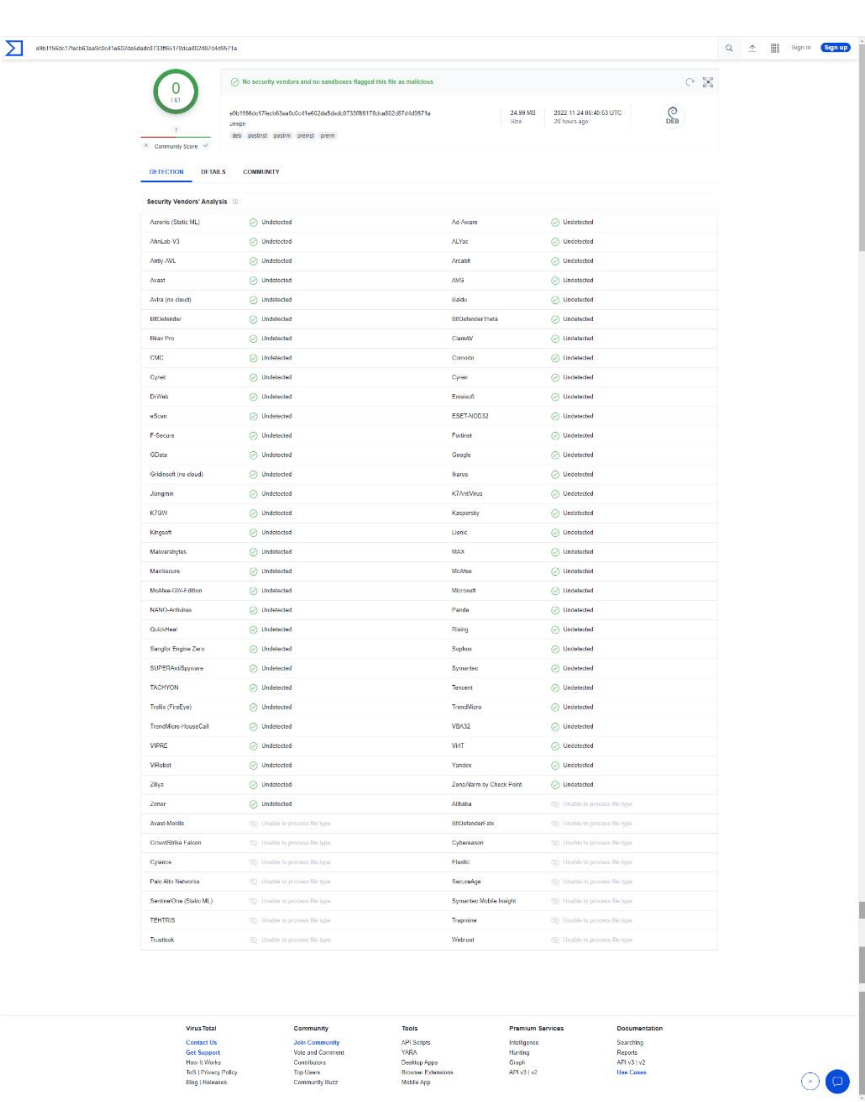 Sign in Sign up
0
/ 61
No security vendors and no sandboxes flagged this file as malicious
24.99 MB
Size
2022-11-24 06:40:53 UTC
20 hours ago
DEB
deb postinst postrm preinst prerm
Community Score
DETECTION DETAILS COMMUNITY
Security Vendors' Analysis
Acronis (Static ML) Undetected Ad-Aware Undetected
AhnLab-V3 Undetected ALYac Undetected
Antiy-AVL Undetected Arcabit Undetected
Avast Undetected AVG Undetected
Avira (no cloud) Undetected Baidu Undetected
BitDefender Undetected BitDefenderTheta Undetected
Bkav Pro Undetected ClamAV Undetected
CMC Undetected Comodo Undetected
Cynet Undetected Cyren Undetected
DrWeb Undetected Emsisoft Undetected
eScan Undetected ESET-NOD32 Undetected
F-Secure Undetected Fortinet Undetected
GData Undetected Google Undetected
Gridinsoft (no cloud) Undetected Ikarus Undetected
Jiangmin Undetected K7AntiVirus Undetected
K7GW Undetected Kaspersky Undetected
Kingsoft Undetected Lionic Undetected
Malwarebytes Undetected MAX Undetected
MaxSecure Undetected McAfee Undetected
McAfee-GW-Edition Undetected Microsoft Undetected
NANO-Antivirus Undetected Panda Undetected
QuickHeal Undetected Rising Undetected
Sangfor Engine Zero Undetected Sophos Undetected
SUPERAntiSpyware Undetected Symantec Undetected
TACHYON Undetected Tencent Undetected
Trellix (FireEye) Undetected TrendMicro Undetected
TrendMicro-HouseCall Undetected VBA32 Undetected
VIPRE Undetected VirIT Undetected
ViRobot Undetected Yandex Undetected
Zillya Undetected ZoneAlarm by Check Point Undetected
Zoner Undetected Alibaba Unable to process file type
Avast-Mobile Unable to process file type BitDefenderFalx Unable to process file type
CrowdStrike Falcon Unable to process file type Cybereason Unable to process file type
Cylance Unable to process file type Elastic Unable to process file type
Palo Alto Networks Unable to process file type SecureAge Unable to process file type
SentinelOne (Static ML) Unable to process file type Symantec Mobile Insight Unable to process file type
TEHTRIS Unable to process file type Trapmine Unable to process file type
Trustlook Unable to process file type Webroot Unable to process file type
VirusTotal Community Tools Premium Services Documentation
Contact Us Join Community API Scripts Intelligence Searching
Get Support Vote and Comment YARA Hunting Reports
How It Works Contributors Desktop Apps Graph API v3 | v2
ToS | Privacy Policy Top Users Browser Extensions API v3 | v2 Use Cases
Blog | Releases Community Buzz Mobile App